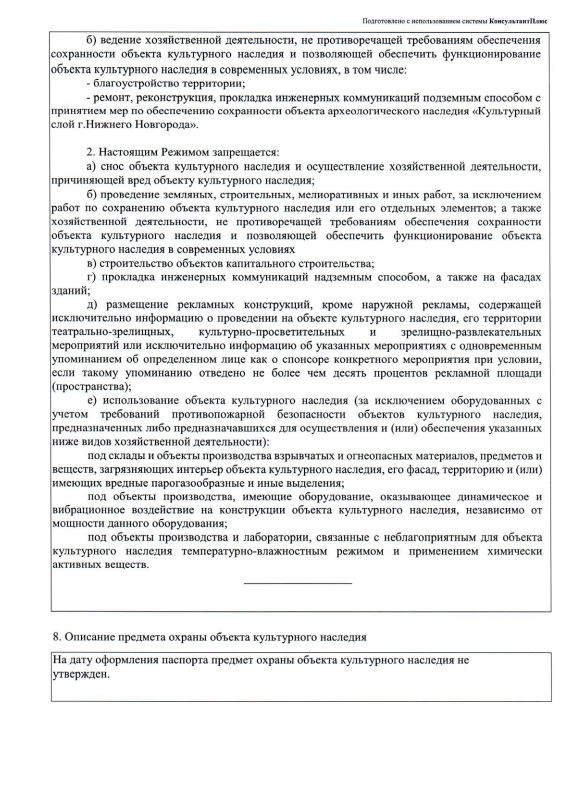 Подготовлено с использованием системы КонсультантПлюс
б) ведение хозяйственной деятельности, не противоречащей требованиям обеспечения
сохранности объекта культурного наследия и позволяющей обеспечить функционирование
объекта культурного наследия в современных условиях, в том числе:
- благоустройство территории;
- ремонт, реконструкция, прокладка инженерных коммуникаций подземным способом с
принятием мер по обеспечению сохранности объекта археологического наследия «Культурный
слой г.Нижнего Новгорода».
2. Настоящим Режимом запрещается:
а) снос объекта культурного наследия и осуществление хозяйственной деятельности,
причиняющей вред объекту культурного наследия;
б) проведение земляных, строительных, мелиоративных и иных работ, за исключением
работ по сохранению объекта культурного наследия или его отдельных элементов; а также
хозяйственной деятельности, не противоречащей требованиям обеспечения сохранности
объекта культурного наследия и позволяющей обеспечить функционирование объекта
культурного наследия в современных условиях
в) строительство объектов капитального строительства;
г) прокладка инженерных коммуникаций надземным способом, а также на фасадах
зданий;
д) размещение рекламных конструкций, кроме наружной рекламы, содержащей
исключительно информацию о проведении на объекте культурного наследия, его территории
театрально-зрелищных, культурно-просветительных и зрелищно-развлекательных
мероприятий или исключительно информацию об указанных мероприятиях с одновременным
упоминанием об определенном лице как о спонсоре конкретного мероприятия при условии,
если такому упоминанию отведено не более чем десять процентов рекламной площади
(пространства);
е) использование объекта культурного наследия (за исключением оборудованных с
учетом требований противопожарной безопасности объектов культурного наследия,
предназначенных либо предназначавшихся для осуществления и (или) обеспечения указанных
ниже видов хозяйственной деятельности):
под склады и объекты производства взрывчатых и огнеопасных материалов, предметов и
веществ, загрязняющих интерьер объекта культурного наследия, его фасад, территорию и (или)
имеющих вредные парогазообразные и иные выделения;
под объекты производства, имеющие оборудование, оказывающее динамическое и
вибрационное воздействие на конструкции объекта культурного наследия, независимо от
мощности данного оборудования;
под объекты производства и лаборатории, связанные с неблагоприятным для объекта
культурного наследия температурно-влажностным режимом и применением химически
активных веществ.
8. Описание предмета охраны объекта культурного наследия
На дату оформления паспорта предмет охраны объекта культурного наследия не
утвержден.